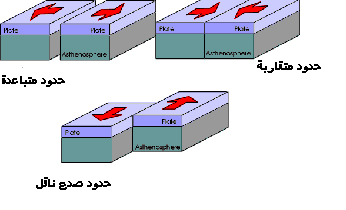 Plate
Plate
Asthenosphere
حدود متباعدة
Plate
Plate
Asthenosphere
حدود متقاربة
Plate
Plate
Asthenosphere
حدود صدع ناقل